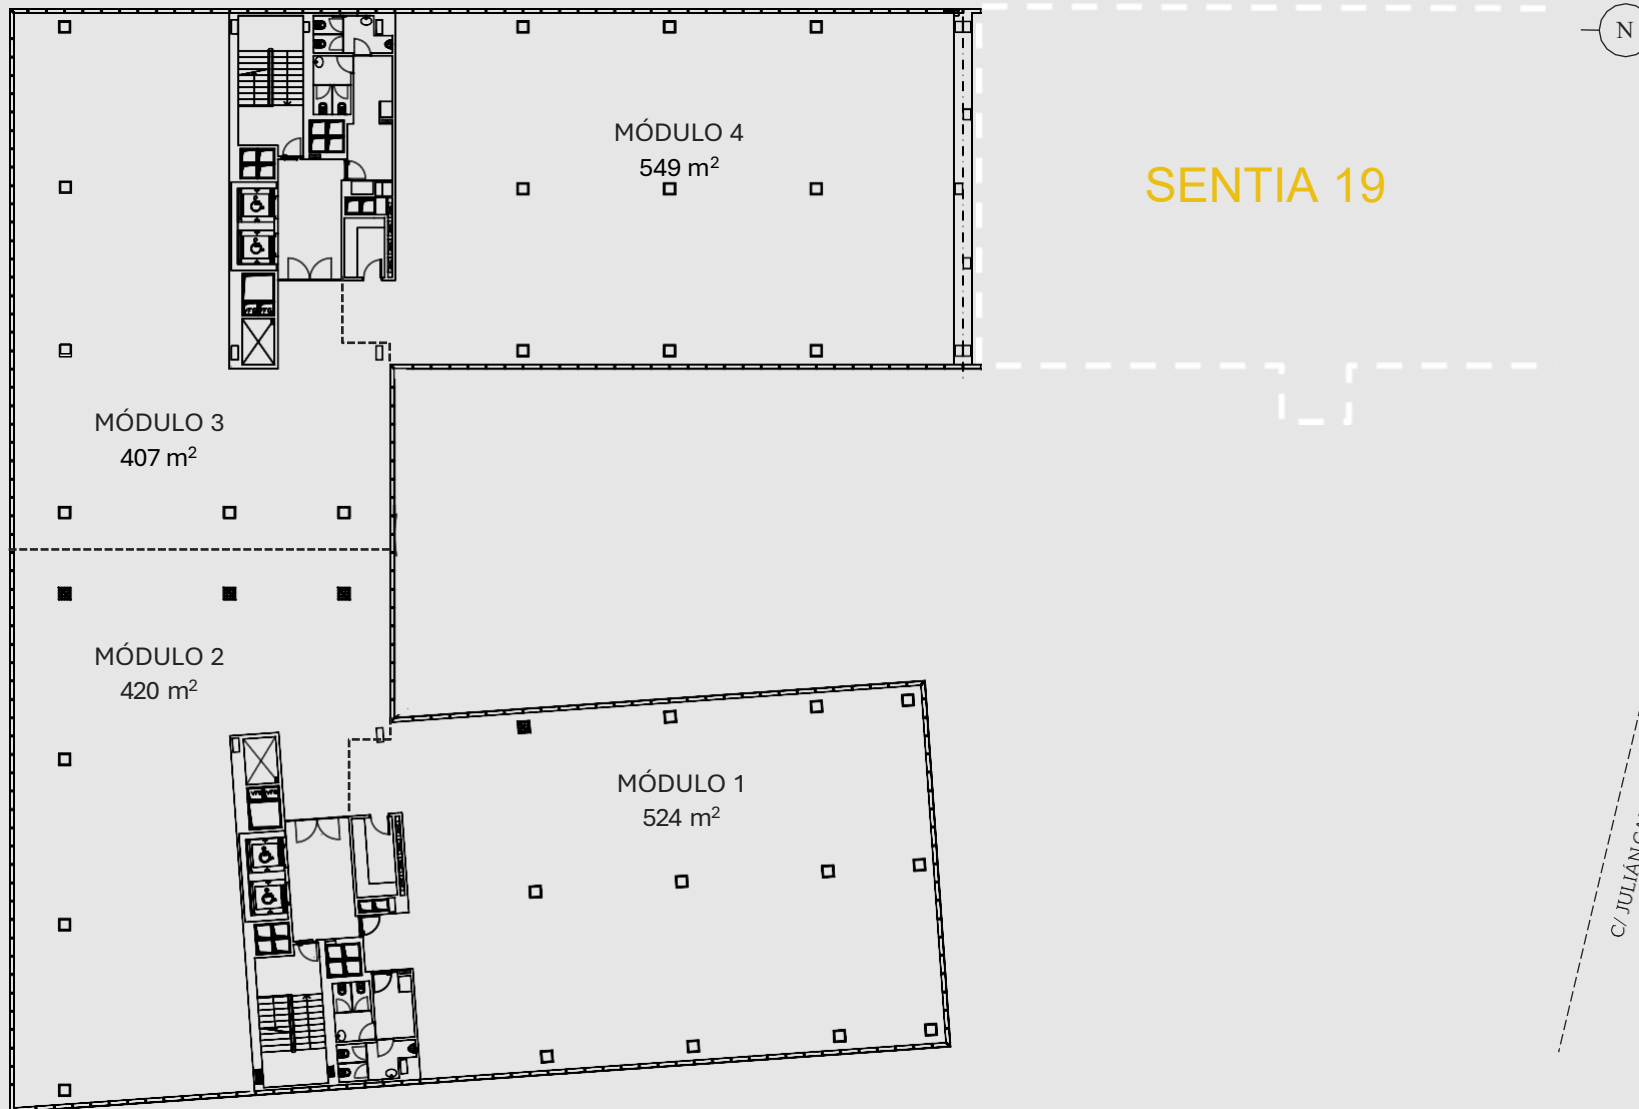 N
MÓDULO 4
549 m²
SENTIA 19
MÓDULO 3
407 m²
MÓDULO 2
420 m²
MÓDULO 1
524 m²
C/ JULIÁN